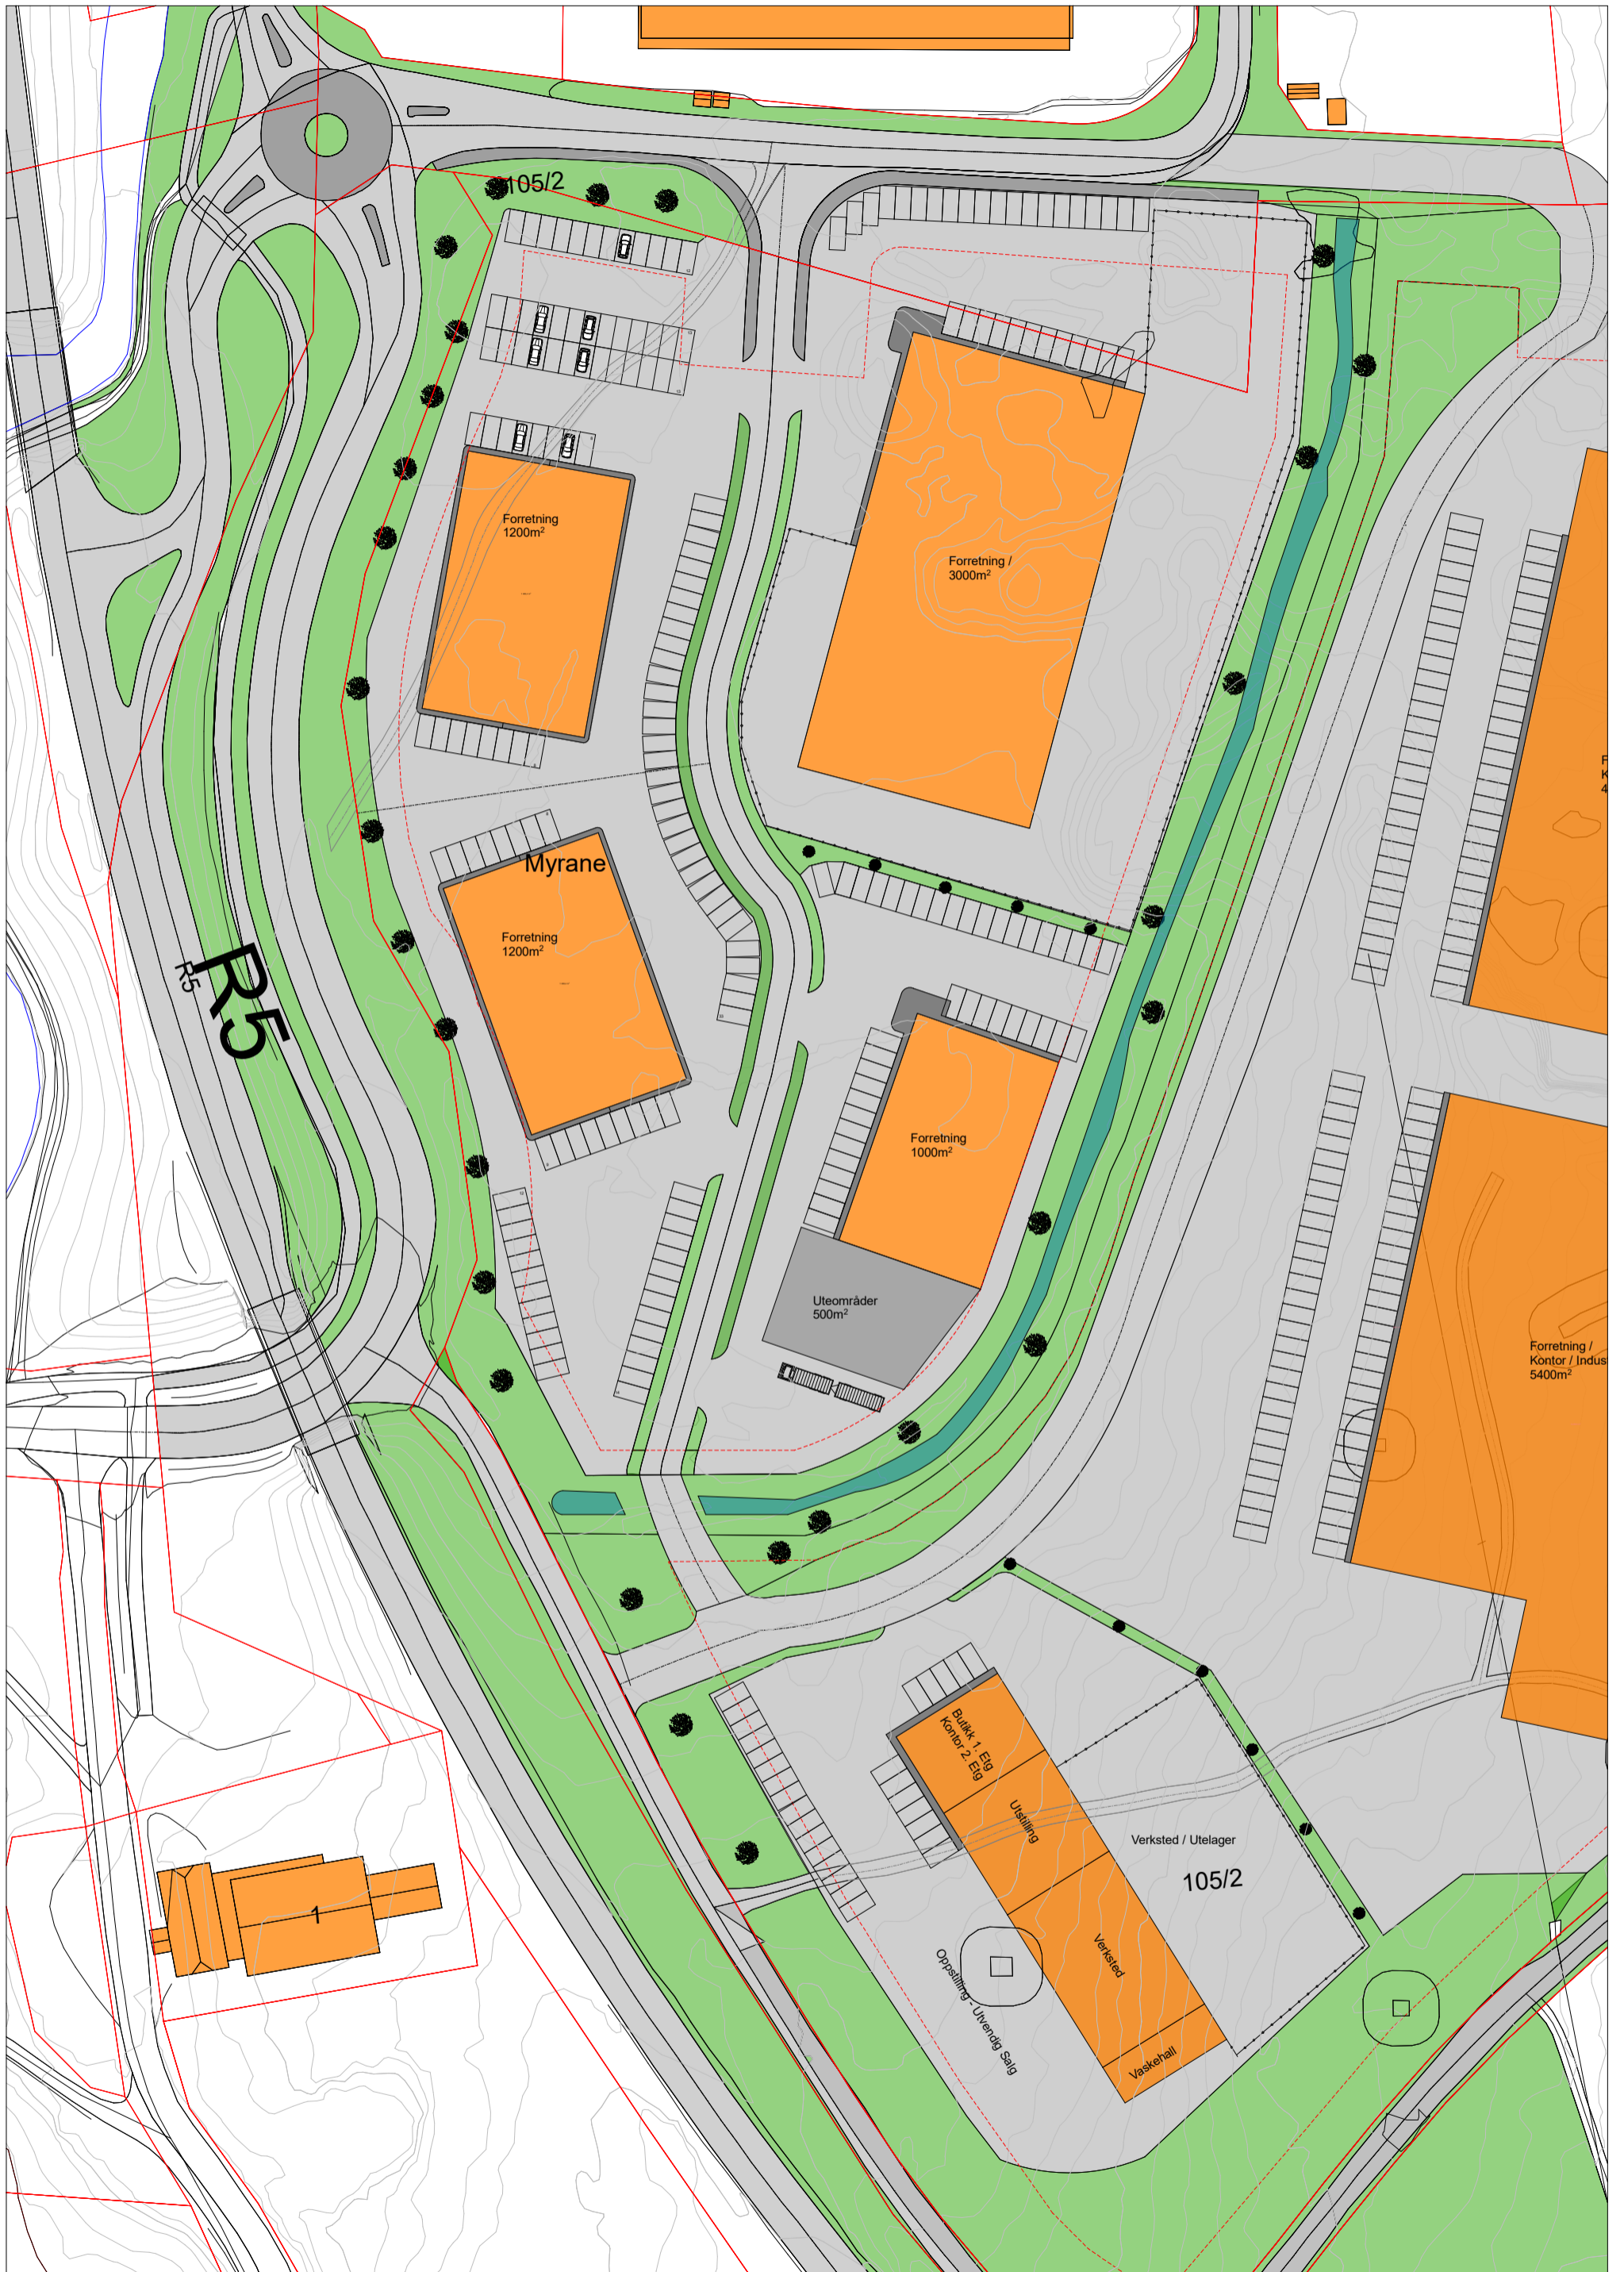 105/2
Forretning
1200m²
Forretning /
3000m²
F
K
4
Myrane
Forretning
1200m²
R5
R5
Forretning
1000m²
Uteområder
500m²
Forretning /
Kontor / Indus
5400m²
Butikk 1. Etg
Kontor 2. Etg
Utstilling
Verksted / Utelager
105/2
1
Verksted
Oppstilling - Utvendig Salg
Vaskehall